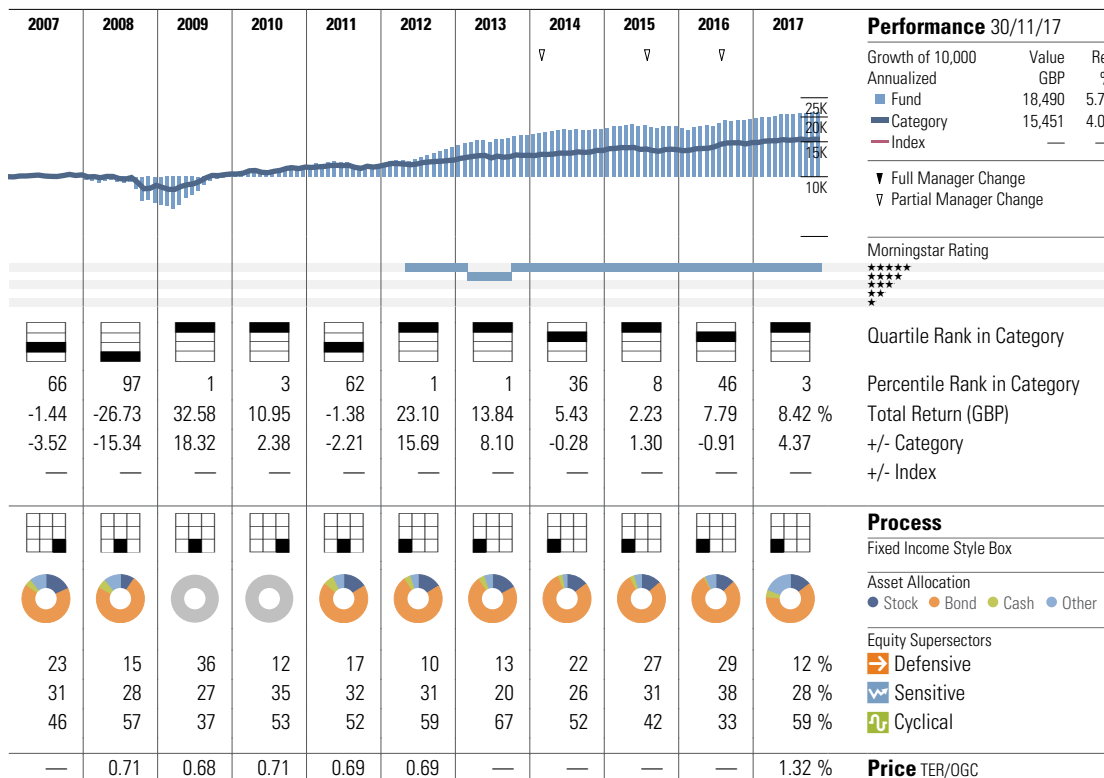 2007 2008 2009 2010 2011 2012 2013 2014 2015 2016 2017 Performance 30/11/17
Growth of 10,000 Value
Annualized GBP
Fund 18,490
Category 15,451
Index — —
25K
20K
15K
10K
▼ Full Manager Change
▽ Partial Manager Change
Morningstar Rating
★★★★★
★★★★
★★★
★★
★
Quartile Rank in Category
66 97 1 3 62 1 1 36 8 46 3 Percentile Rank in Category
-1.44 -26.73 32.58 10.95 -1.38 23.10 13.84 5.43 2.23 7.79 8.42 % Total Return (GBP)
-3.52 -15.34 18.32 2.38 -2.21 15.69 8.10 -0.28 1.30 -0.91 4.37 +/- Category
— — — — — — — — — — — +/- Index
Process
Fixed Income Style Box
Asset Allocation
Stock Bond Cash Other
Equity Supersectors
23 15 36 12 17 10 13 22 27 29 12 % Defensive
31 28 27 35 32 31 20 26 31 38 28 % Sensitive
46 57 37 53 52 59 67 52 42 33 59 % Cyclical
— 0.71 0.68 0.71 0.69 0.69 — — — — 1.32 % Price TER/OGC